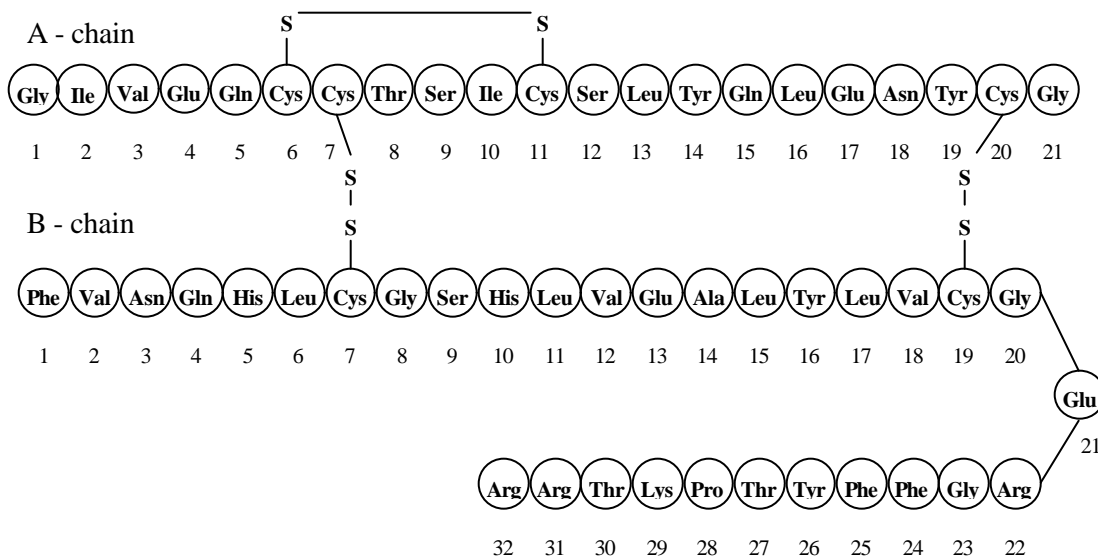 S S
A - chain
Gly Ile Val Glu Gln Cys Cys Thr Ser Ile Cys Ser Leu Tyr Gln Leu Glu Asn Tyr Cys Gly
1 2 3 4 5 6 7 8 9 10 11 12 13 14 15 16 17 18 19 20 21
S S
B - chain
S S
Phe Val Asn Gln His Leu Cys Gly Ser His Leu Val Glu Ala Leu Tyr Leu Val Cys Gly
1 2 3 4 5 6 7 8 9 10 11 12 13 14 15 16 17 18 19 20
Glu
21
Arg Arg Thr Lys Pro Thr Tyr Phe Phe Gly Arg
32 31 30 29 28 27 26 25 24 23 22